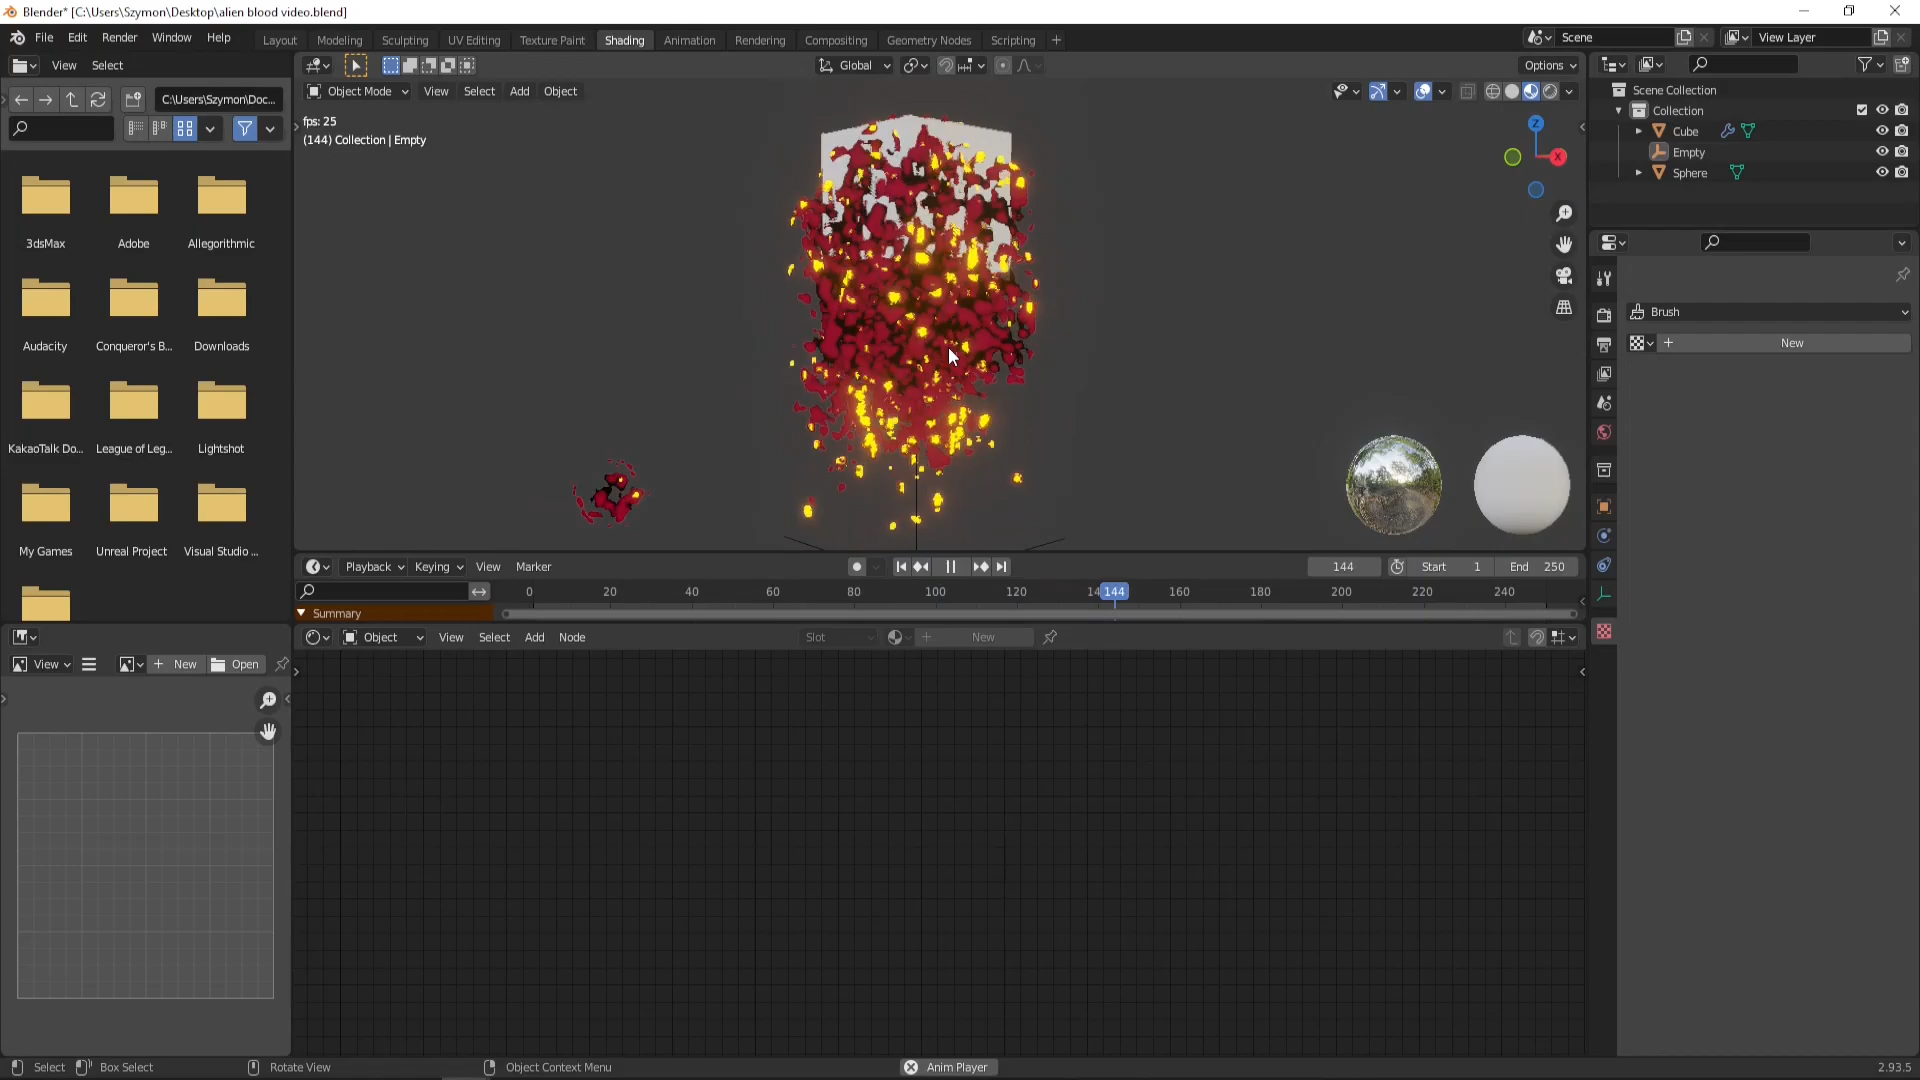 Blender* [C:\Users\Szymon\Desktop\alien blood video.blend]
File Edit Render Window Help
Layout Modeling Sculpting UV Editing Texture Paint Shading Animation Rendering Compositing Geometry Nodes Scripting +
Scene
View Layer
View Select
Global
Options
C:\Users\Szymon\Doc...
Object Mode View Select Add Object
fps: 25
(144) Collection | Empty
Z
X
Scene Collection
Collection
Cube
Empty
Sphere
Brush
New
3dsMax Adobe Allegorithmic
Audacity Conqueror's B... Downloads
KakaoTalk Do... League of Leg... Lightshot
My Games Unreal Project Visual Studio ...
Playback Keying View Marker
144
Start 1
End 250
0 20 40 60 80 100 120 14 144 160 180 200 220 240
Summary
Object View Select Add Node
Slot
New
View
New
Open
Select Box Select Rotate View Object Context Menu
Anim Player
2.93.5